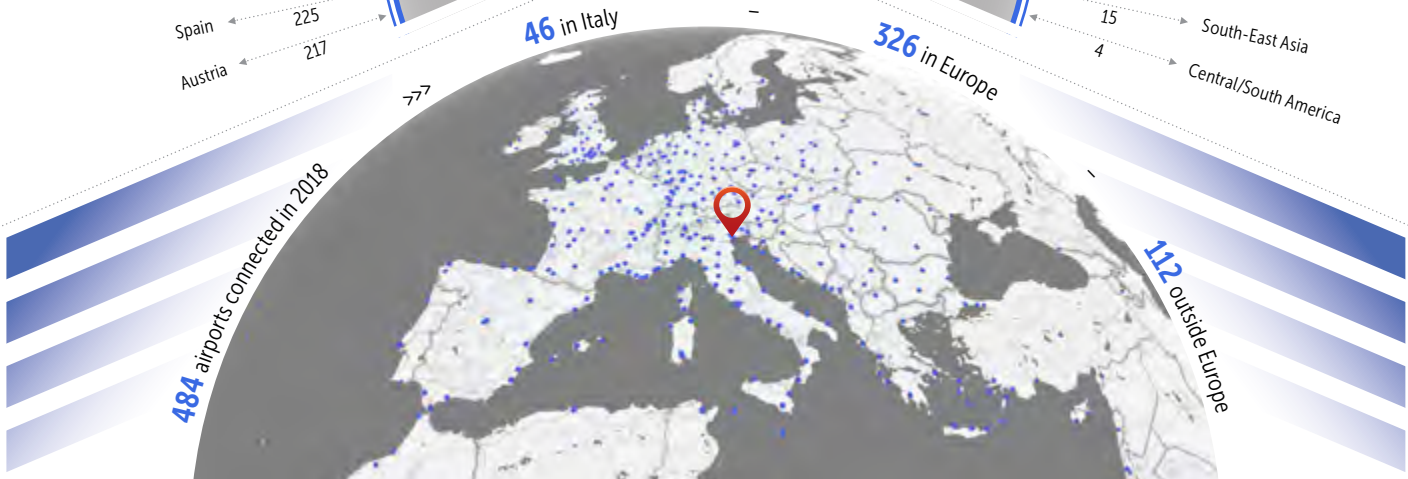 Spain
225
Austria
217
>>>
484 airports connected in 2018
46 in Italy
–
326 in Europe
–
112 outside Europe
15
South-East Asia
4
Central/South America